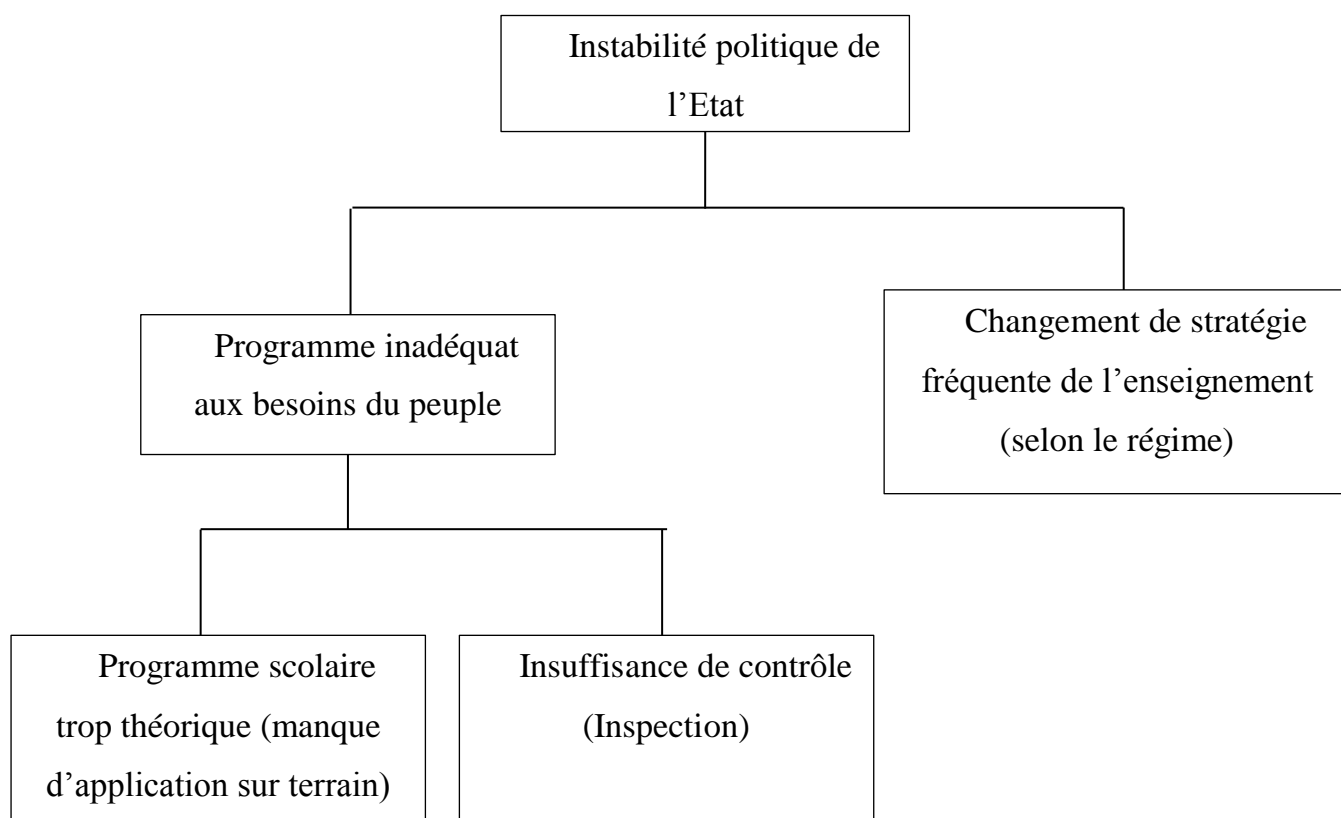 Instabilité politique de
l’Etat
Programme inadéquat
aux besoins du peuple
Changement de stratégie
fréquente de l’enseignement
(selon le régime)
Programme scolaire
trop théorique (manque
d’application sur terrain)
Insuffisance de contrôle
(Inspection)